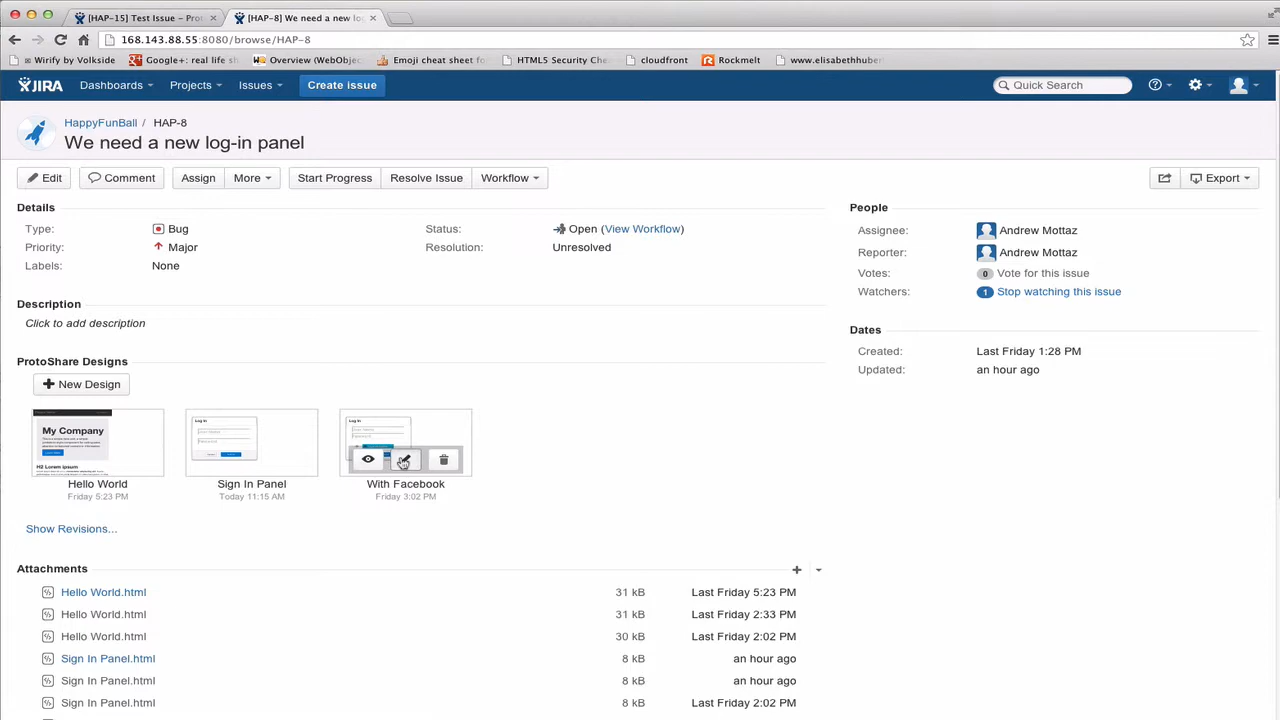 [HAP-15] Test Issue – Prot
[HAP-8] We need a new lo
168.143.88.55:8080/browse/HAP-8
Wirify by Volkside
Google+: real life sh
Overview (WebObjec
Emoji cheat sheet fo
HTML5 Security Che
cloudfront
Rockmelt
www.elisabethhuber
JIRA
Dashboards
Projects
Issues
Create issue
Quick Search
HappyFunBall / HAP-8
We need a new log-in panel
Edit
Comment
Assign
More
Start Progress
Resolve Issue
Workflow
Export
Details
Type: Bug
Status: Open (View Workflow)
Priority: Major
Resolution: Unresolved
Labels: None
People
Assignee: Andrew Mottaz
Reporter: Andrew Mottaz
Votes: 0 Vote for this issue
Watchers: 1 Stop watching this issue
Description
Click to add description
Dates
Created: Last Friday 1:28 PM
Updated: an hour ago
ProtoShare Designs
New Design
My Company
H2 Lorem ipsum
Log In
Log In
Hello World
Friday 5:23 PM
Sign In Panel
Today 11:15 AM
With Facebook
Friday 3:02 PM
Show Revisions...
Attachments
Hello World.html 31 kB Last Friday 5:23 PM
Hello World.html 31 kB Last Friday 2:33 PM
Hello World.html 30 kB Last Friday 2:02 PM
Sign In Panel.html 8 kB an hour ago
Sign In Panel.html 8 kB an hour ago
Sign In Panel.html 8 kB Last Friday 2:02 PM